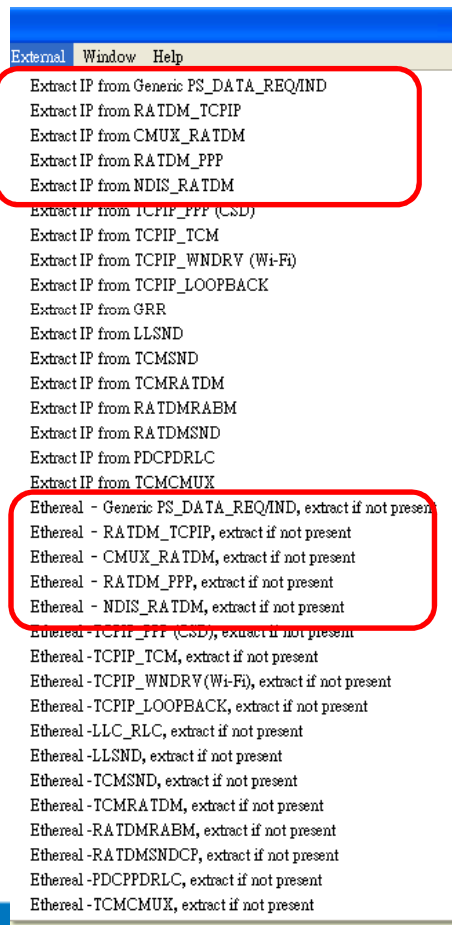 External Window Help
Extract IP from Generic PS_DATA_REQ/IND
Extract IP from RATDM_TCPIP
Extract IP from CMUX_RATDM
Extract IP from RATDM_PPP
Extract IP from NDIS_RATDM
Extract IP from TCPIP_PPP (CSD)
Extract IP from TCPIP_TCM
Extract IP from TCPIP_WNDRV (Wi-Fi)
Extract IP from TCPIP_LOOPBACK
Extract IP from GRR
Extract IP from LLSND
Extract IP from TCMSND
Extract IP from TCMRATDM
Extract IP from RATDMRABM
Extract IP from RATDMSND
Extract IP from PDCPDRLC
Extract IP from TCMCMUX
Ethereal - Generic PS_DATA_REQ/IND, extract if not present
Ethereal - RATDM_TCPIP, extract if not present
Ethereal - CMUX_RATDM, extract if not present
Ethereal - RATDM_PPP, extract if not present
Ethereal - NDIS_RATDM, extract if not present
Ethereal -TCPIP_PPP (CSD), extract if not present
Ethereal -TCPIP_TCM, extract if not present
Ethereal -TCPIP_WNDRV(Wi-Fi), extract if not present
Ethereal -TCPIP_LOOPBACK, extract if not present
Ethereal -LLC_RLC, extract if not present
Ethereal -LLSND, extract if not present
Ethereal -TCMSND, extract if not present
Ethereal -TCMRATDM, extract if not present
Ethereal -RATDMRABM, extract if not present
Ethereal -RATDMSNDCP, extract if not present
Ethereal -PDCPPDRLC, extract if not present
Ethereal -TCMCMUX, extract if not present